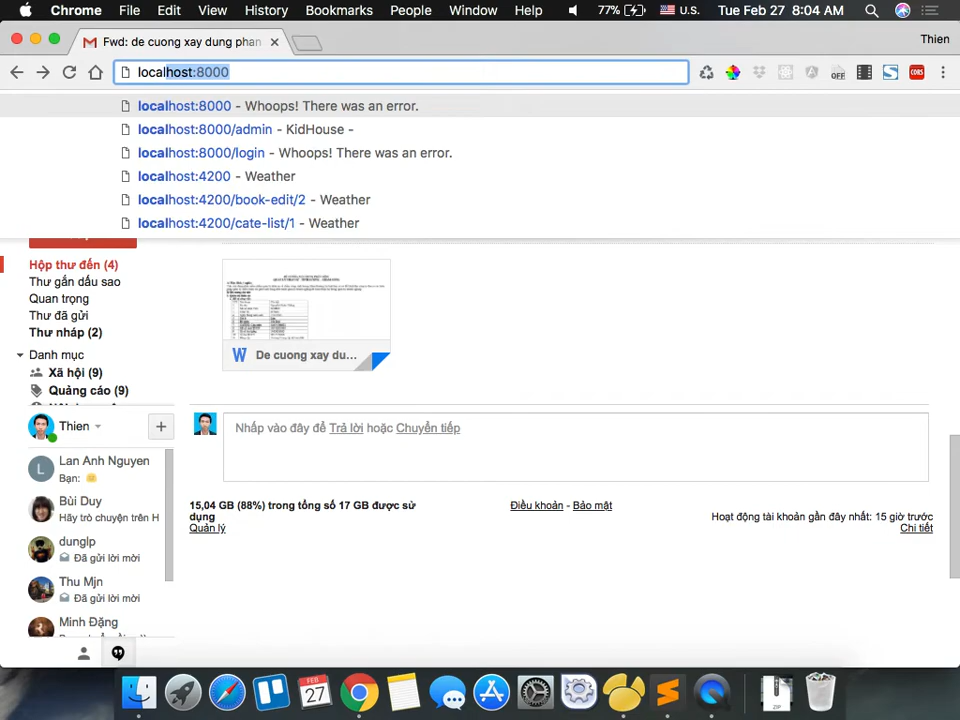 Chrome File Edit View History Bookmarks People Window Help 77% U.S. Tue Feb 27 8:04 AM
Fwd: de cuong xay dung phan
Thien
localhost:8000
OFF
CORS
localhost:8000 - Whoops! There was an error.
localhost:8000/admin - KidHouse -
localhost:8000/login - Whoops! There was an error.
localhost:4200 - Weather
localhost:4200/book-edit/2 - Weather
localhost:4200/cate-list/1 - Weather
Hộp thư đến (4)
Thư gắn dấu sao
Quan trọng
Thư đã gửi
Thư nháp (2)
Danh mục
Xã hội (9)
Quảng cáo (9)
W De cuong xay du...
Thien
L Lan Anh Nguyen
Bạn:
Bùi Duy
Hãy trò chuyện trên H
dunglp
Đã gửi lời mời
Thu Mjn
Đã gửi lời mời
Minh Đặng
Nhấp vào đây để Trả lời hoặc Chuyển tiếp
15,04 GB (88%) trong tổng số 17 GB được sử
dụng
Quản lý
Điều khoản - Bảo mật
Hoạt động tài khoản gần đây nhất: 15 giờ trước
Chi tiết
FEB
27
ZIP